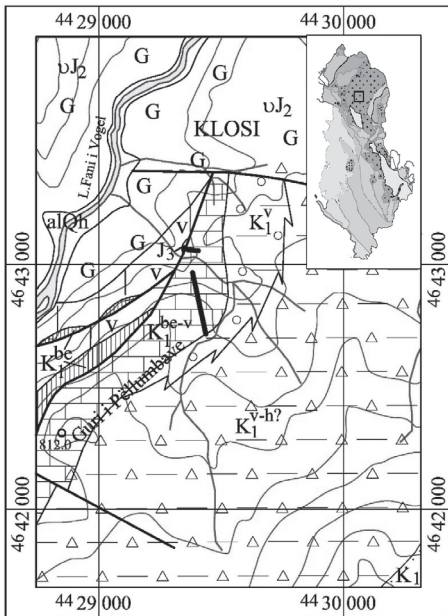 44 29 000
44 30 000
υJ2
G
G
G
υJ2
G
KLOSI
G
L.Fani i Vogel
G
G
G
alQh
v
K1v
J3
46 43 000
46 43 000
G
v
v
K1be
K1be-v
Guri i Pëllumbave
K1v-h?
812.0
46 42 000
46 42 000
K1
44 29 000
44 30 000